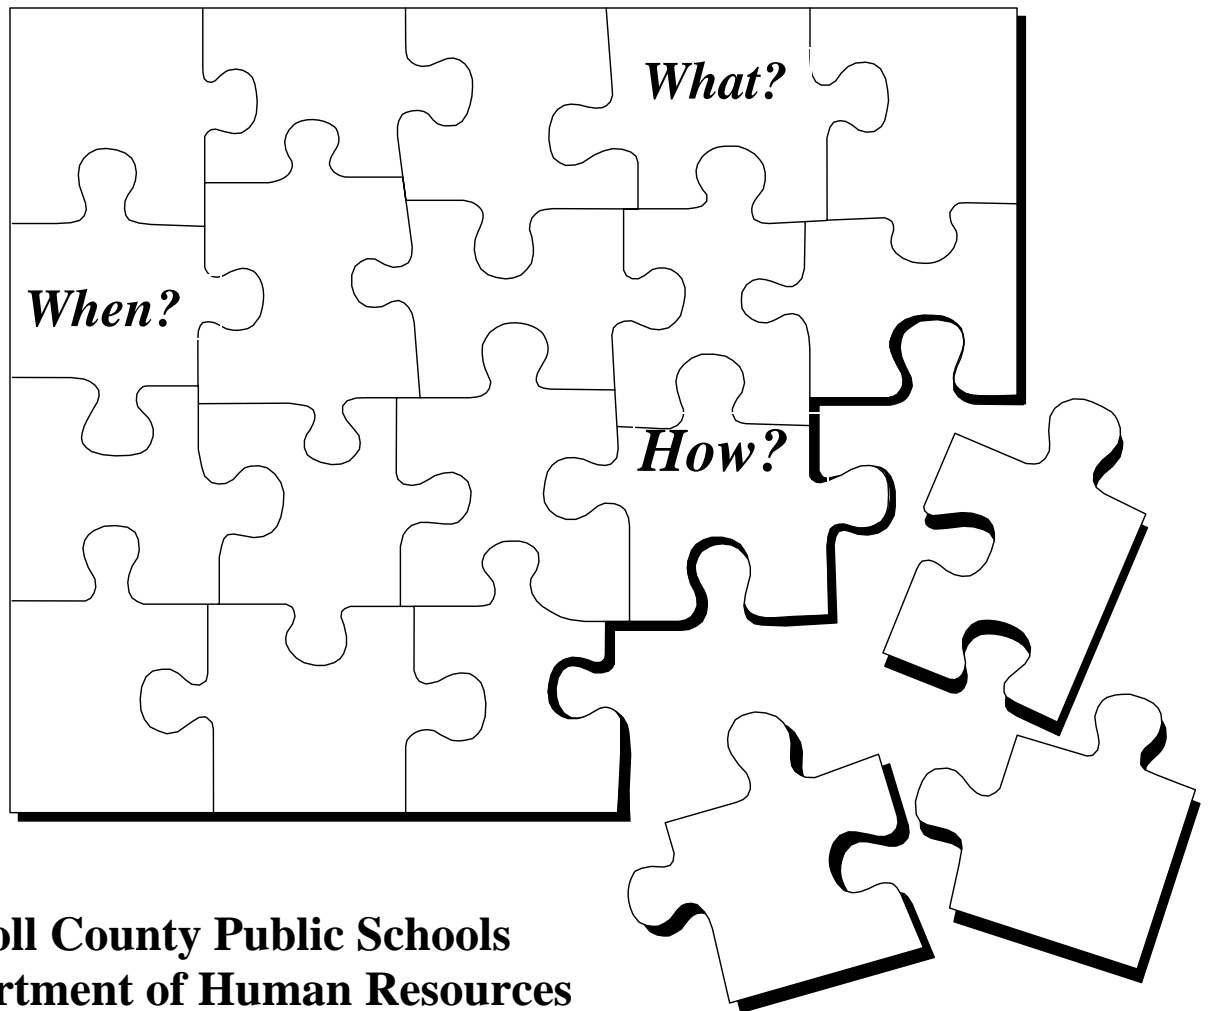 What?
When?
How?
oll County Public Schools
rtment of Human Resources